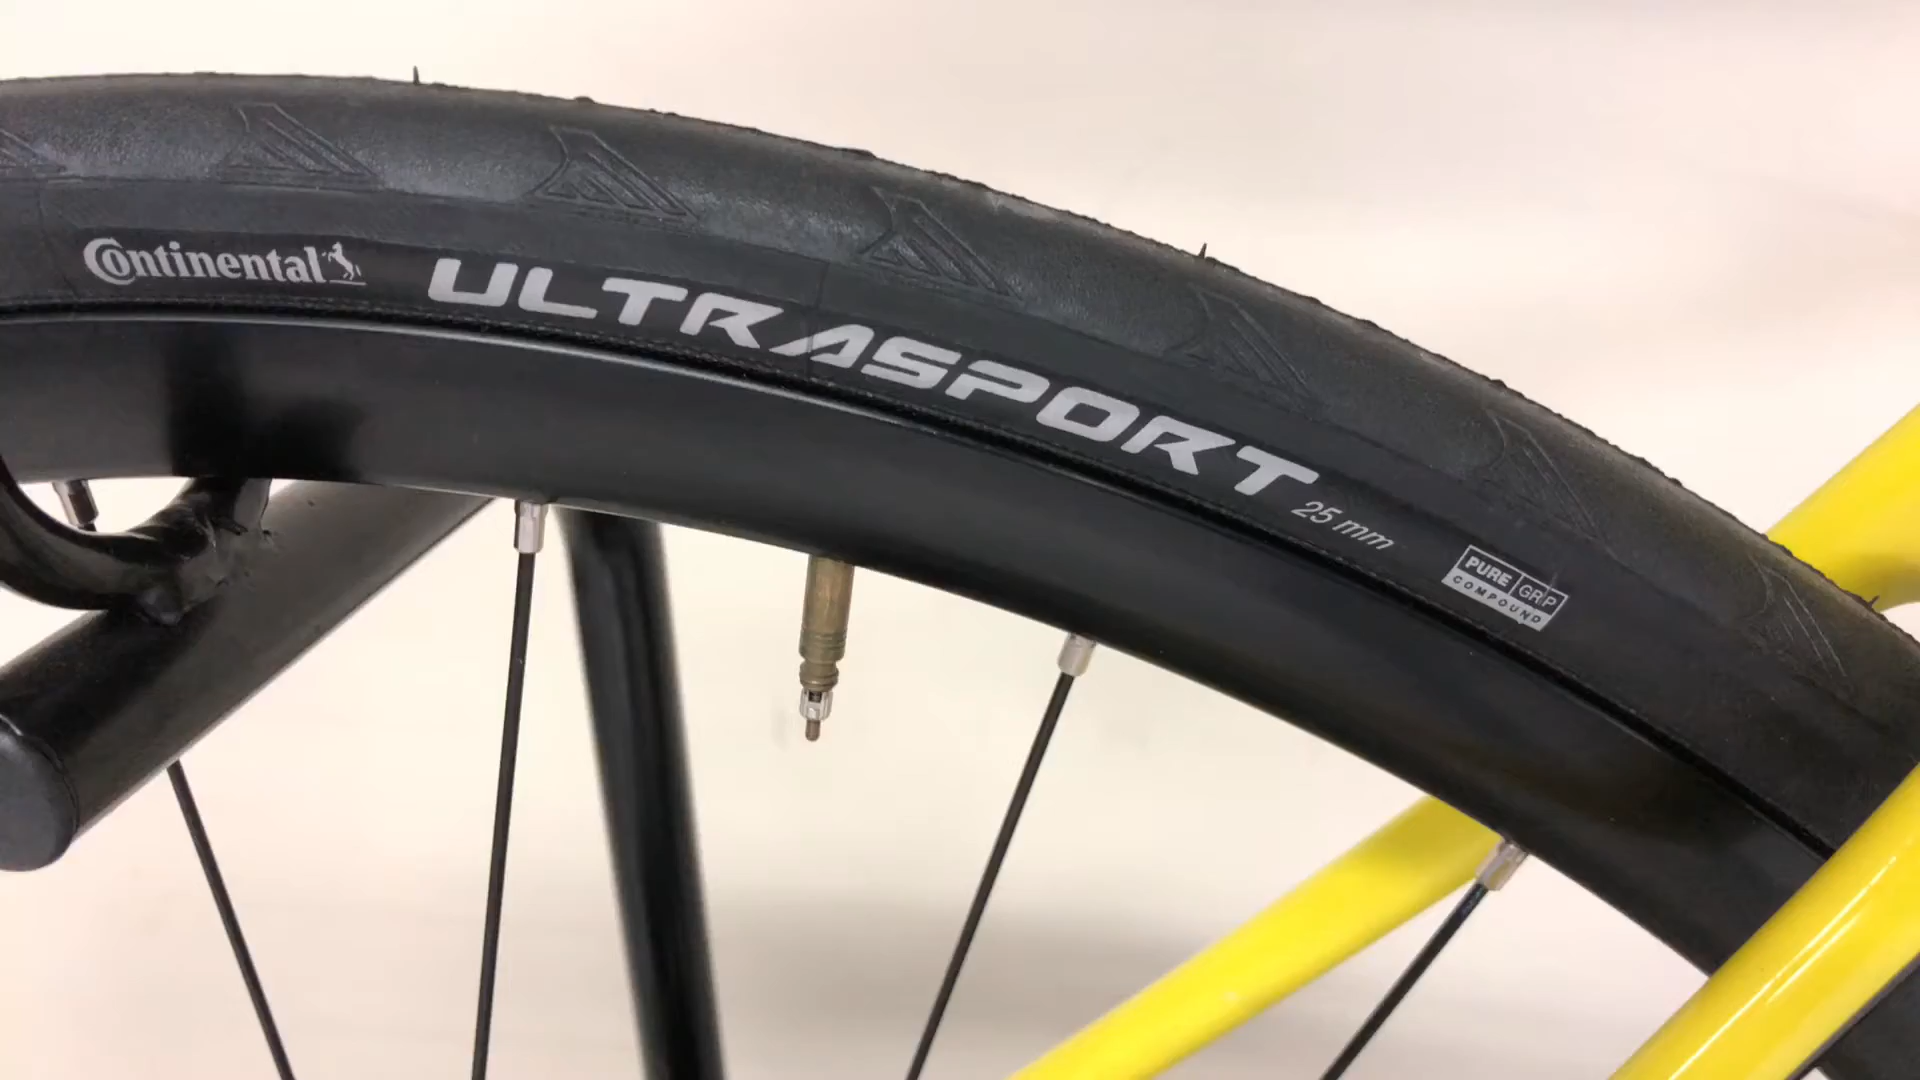 Continental
ULTRASPORT
25 mm
PURE GRIP
COMPOUND